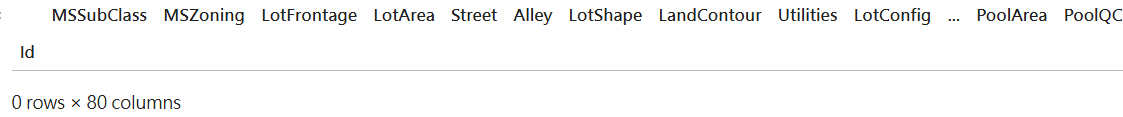 MSSubClass MSZoning LotFrontage LotArea Street Alley LotShape LandContour Utilities LotConfig ... PoolArea PoolQC
Id
0 rows × 80 columns